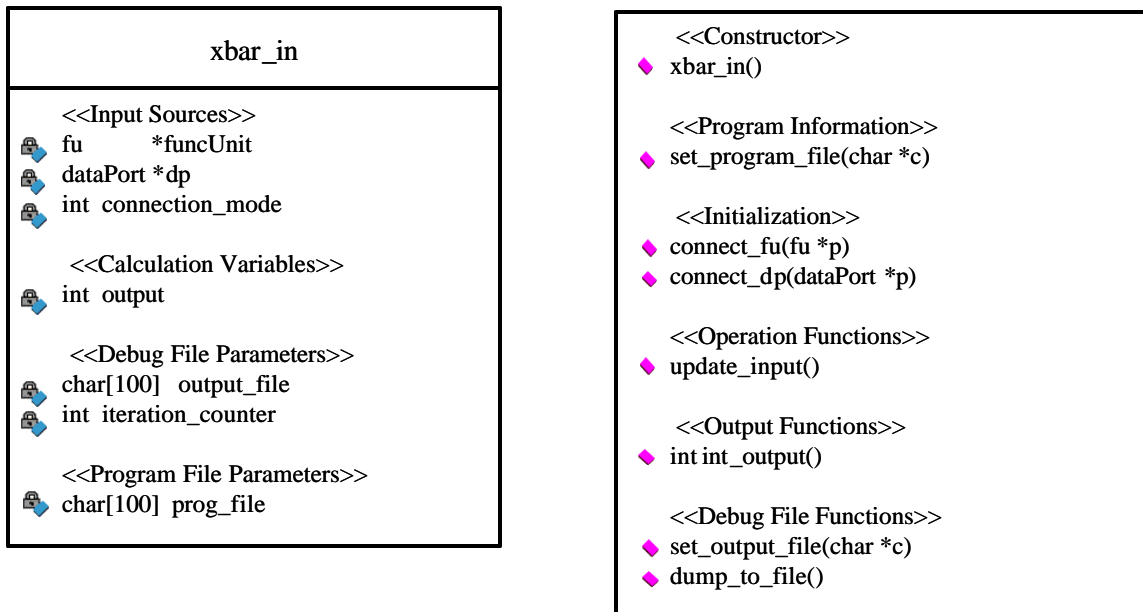 xbar_in
<<Input Sources>>
fu *funcUnit
dataPort *dp
int connection_mode
<<Calculation Variables>>
int output
<<Debug File Parameters>>
char[100] output_file
int iteration_counter
<<Program File Parameters>>
char[100] prog_file
<<Constructor>>
xbar_in()
<<Program Information>>
set_program_file(char *c)
<<Initialization>>
connect_fu(fu *p)
connect_dp(dataPort *p)
<<Operation Functions>>
update_input()
<<Output Functions>>
int int_output()
<<Debug File Functions>>
set_output_file(char *c)
dump_to_file()